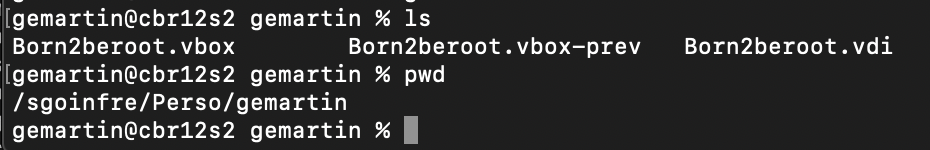 [gemartin@cbr12s2 gemartin % ls
Born2beroot.vbox Born2beroot.vbox-prev Born2beroot.vdi
[gemartin@cbr12s2 gemartin % pwd
/sgoinfre/Perso/gemartin
gemartin@cbr12s2 gemartin %